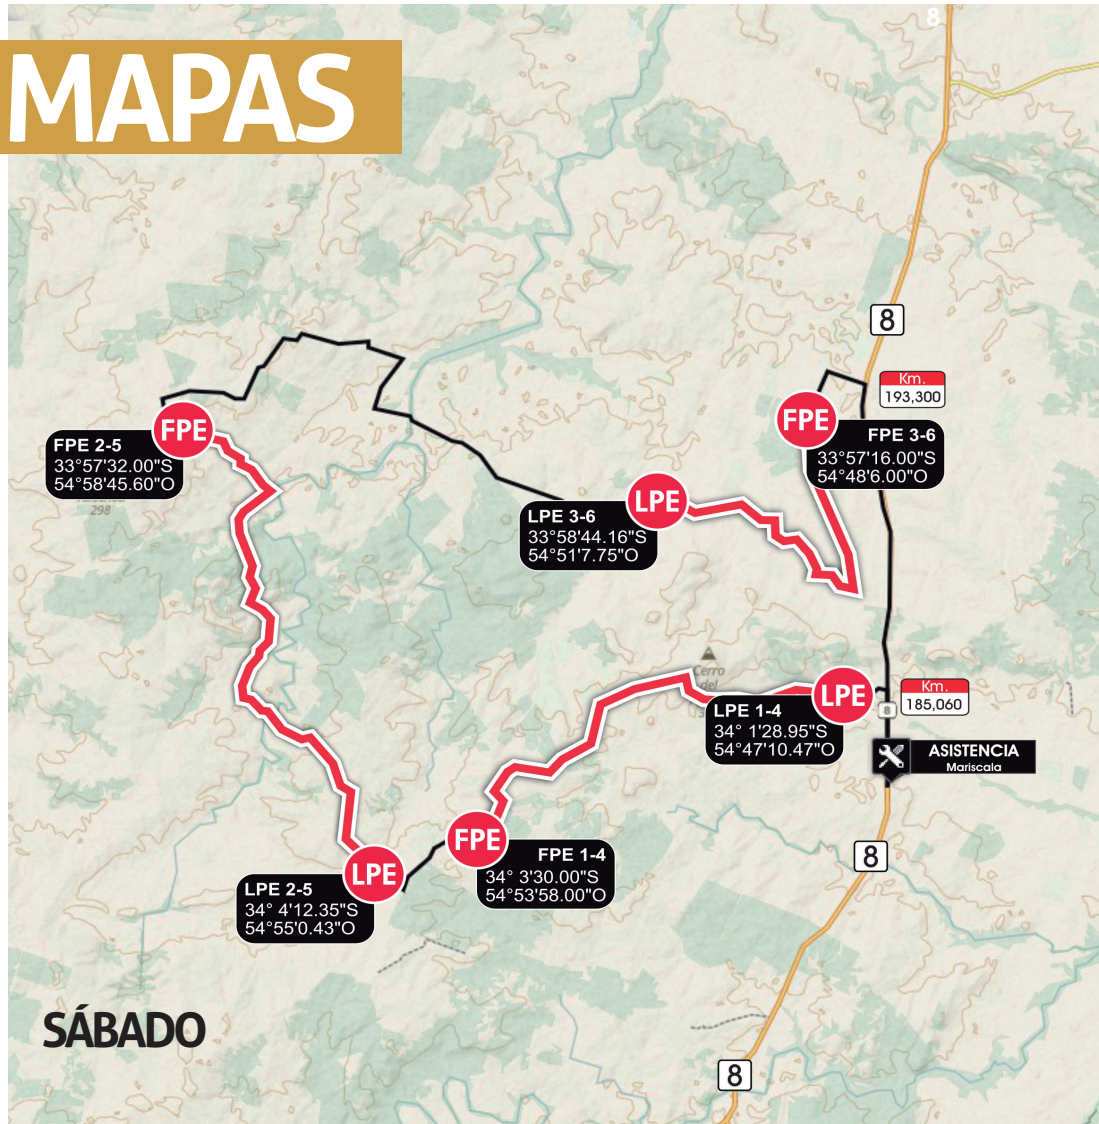 8
MAPAS
8
Km.
193,300
FPE
FPE 3-6
33°57'16.00"S
54°48'6.00"O
FPE
FPE 2-5
33°57'32.00"S
54°58'45.60"O
298
LPE
LPE 3-6
33°58'44.16"S
54°51'7.75"O
Cerro
del
LPE
LPE 1-4
34° 1'28.95"S
54°47'10.47"O
Km.
185,060
8
ASISTENCIA
Mariscala
FPE
FPE 1-4
34° 3'30.00"S
54°53'58.00"O
8
LPE
LPE 2-5
34° 4'12.35"S
54°55'0.43"O
SÁBADO
8